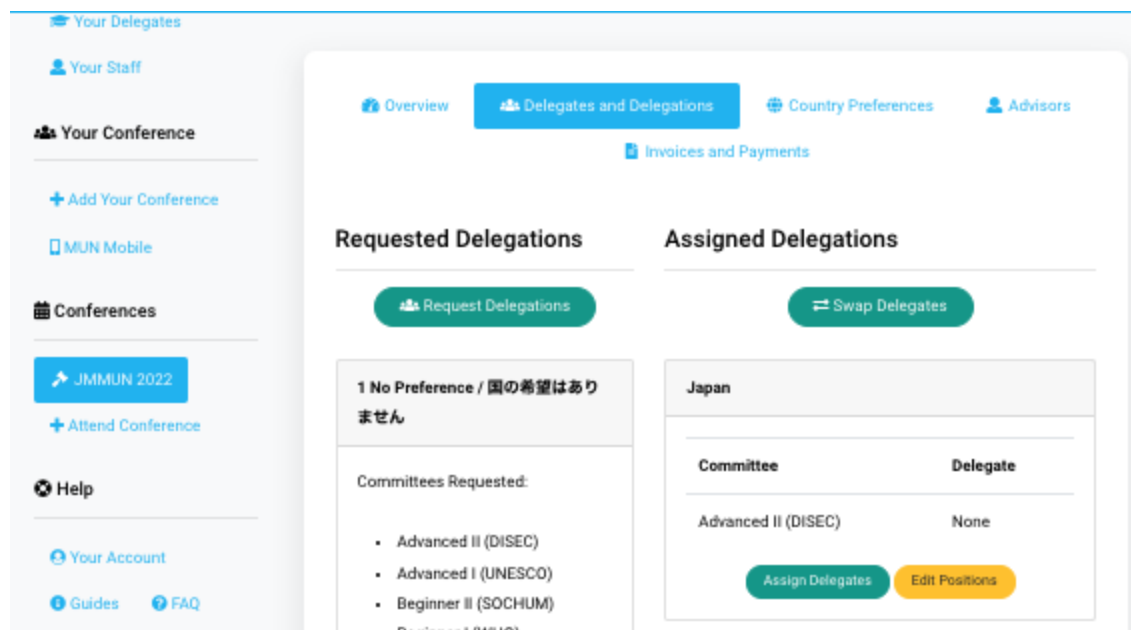 Your Delegates
Your Staff
Your Conference
Add Your Conference
MUN Mobile
Conferences
JMMUN 2022
Attend Conference
Help
Your Account
Guides FAQ
Overview Delegates and Delegations Country Preferences Advisors
Invoices and Payments
Requested Delegations
Request Delegations
1 No Preference / 国の希望はあり
ません
Committees Requested:
Advanced II (DISEC)
Advanced I (UNESCO)
Beginner II (SOCHUM)
Assigned Delegations
Swap Delegates
Japan
Committee Delegate
Advanced II (DISEC) None
Assign Delegates Edit Positions